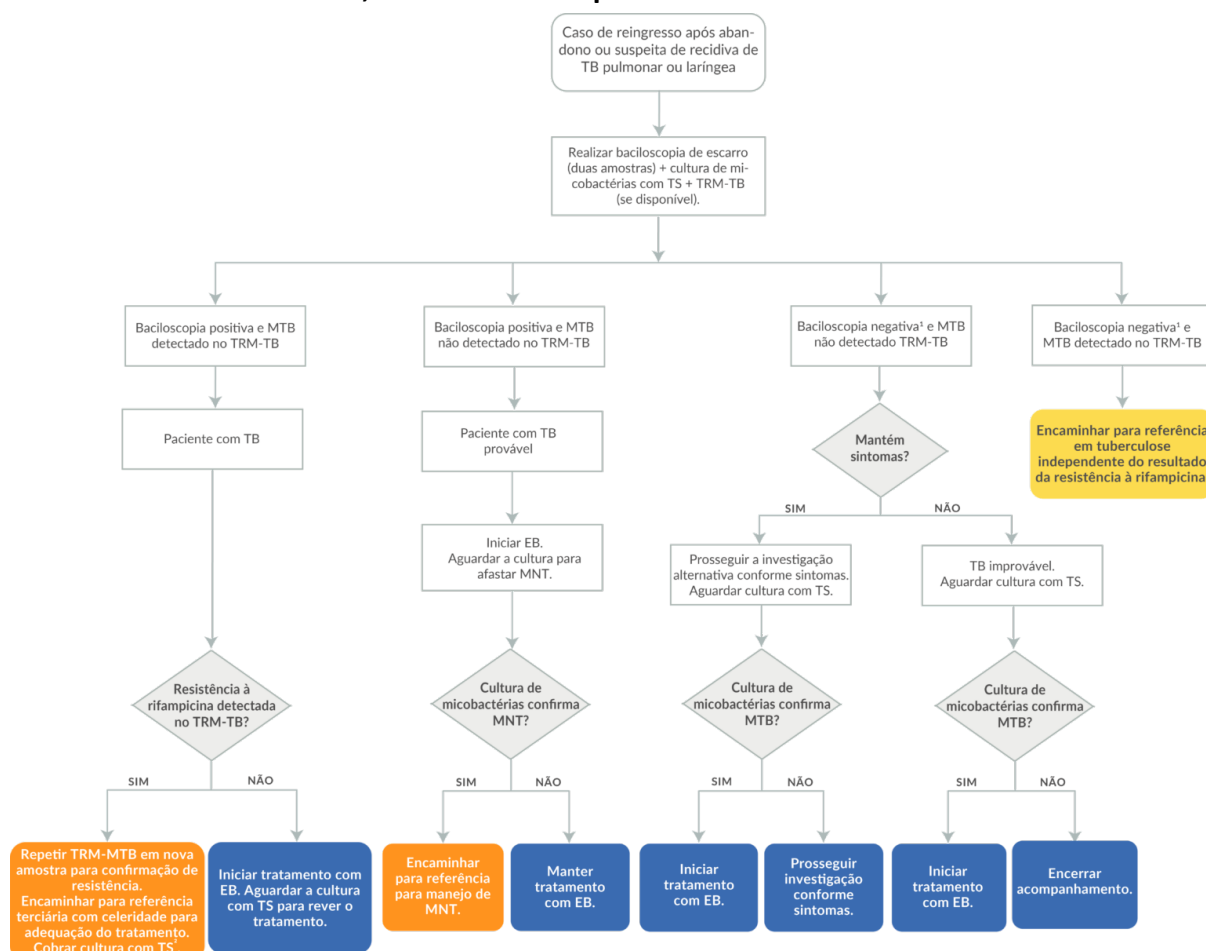 Caso de reingresso após aban-
dono ou suspeita de recidiva de
TB pulmonar ou laríngea
Realizar baciloscopia de escarro
(duas amostras) + cultura de mi-
cobactérias com TS + TRM-TB
(se disponível).
Baciloscopia positiva e MTB
detectado no TRM-TB
Baciloscopia positiva e MTB
não detectado no TRM-TB
Baciloscopia negativa¹ e MTB
não detectado TRM-TB
Baciloscopia negativa¹ e
MTB detectado no TRM-TB
Paciente com TB
Paciente com TB
provável
Mantém
sintomas?
Encaminhar para referência
em tuberculose
independente do resultado
da resistência à rifampicina
SIM
NÃO
Iniciar EB.
Aguardar a cultura para
afastar MNT.
Prosseguir a investigação
alternativa conforme sintomas.
Aguardar cultura com TS.
TB improvável.
Aguardar cultura com TS.
Resistência à
rifampicina detectada
no TRM-TB?
Cultura de
micobactérias confirma
MNT?
Cultura de
micobactérias confirma
MTB?
Cultura de
micobactérias confirma
MTB?
SIM
NÃO
SIM
NÃO
SIM
NÃO
SIM
NÃO
Repetir TRM-MTB em nova
amostra para confirmação de
resistência.
Encaminhar para referência
terciária com celeridade para
adequação do tratamento.
Cobrar cultura com TS²
Iniciar tratamento com
EB. Aguardar a cultura
com TS para rever o
tratamento.
Encaminhar
para referência
para manejo de
MNT.
Manter
tratamento
com EB.
Iniciar
tratamento
com EB.
Prosseguir
investigação
conforme
sintomas.
Iniciar
tratamento
com EB.
Encerrar
acompanhamento.